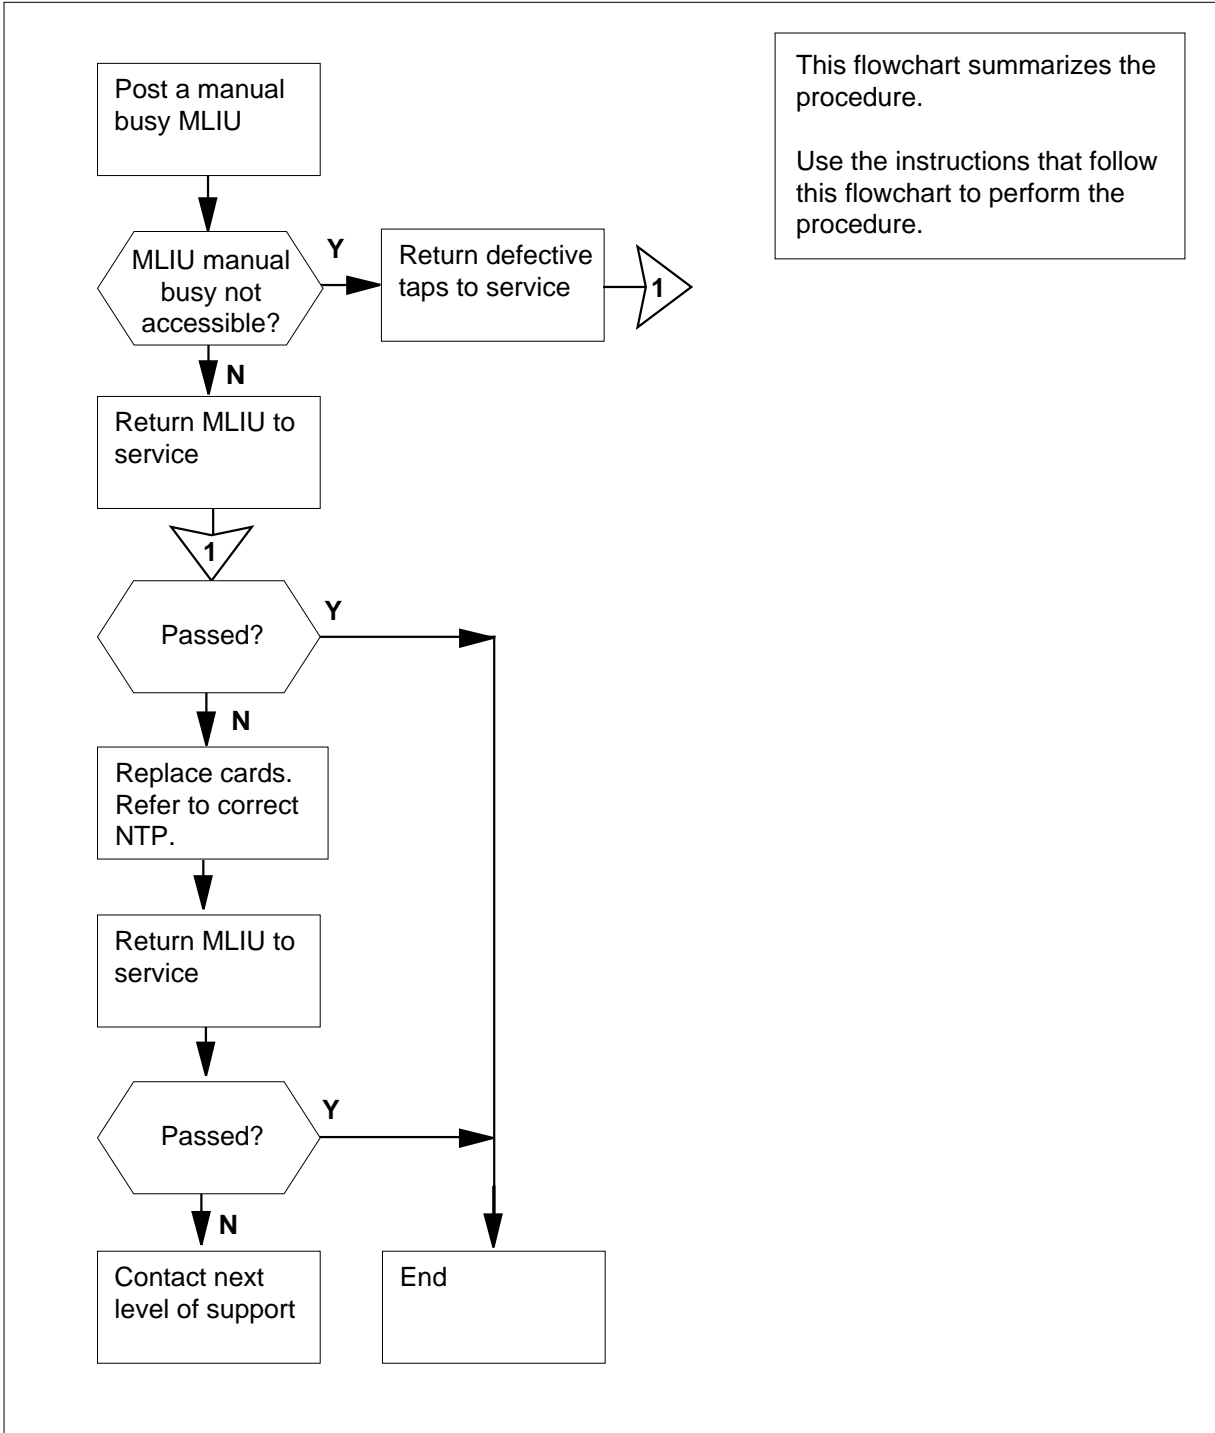 Post a manual
busy MLIU
This flowchart summarizes the
procedure.
Use the instructions that follow
this flowchart to perform the
procedure.
MLIU manual
busy not
accessible?
Y
Return defective
taps to service
1
N
Return MLIU to
service
1
Passed?
Y
N
Replace cards.
Refer to correct
NTP.
Return MLIU to
service
Passed?
Y
N
Contact next
level of support
End